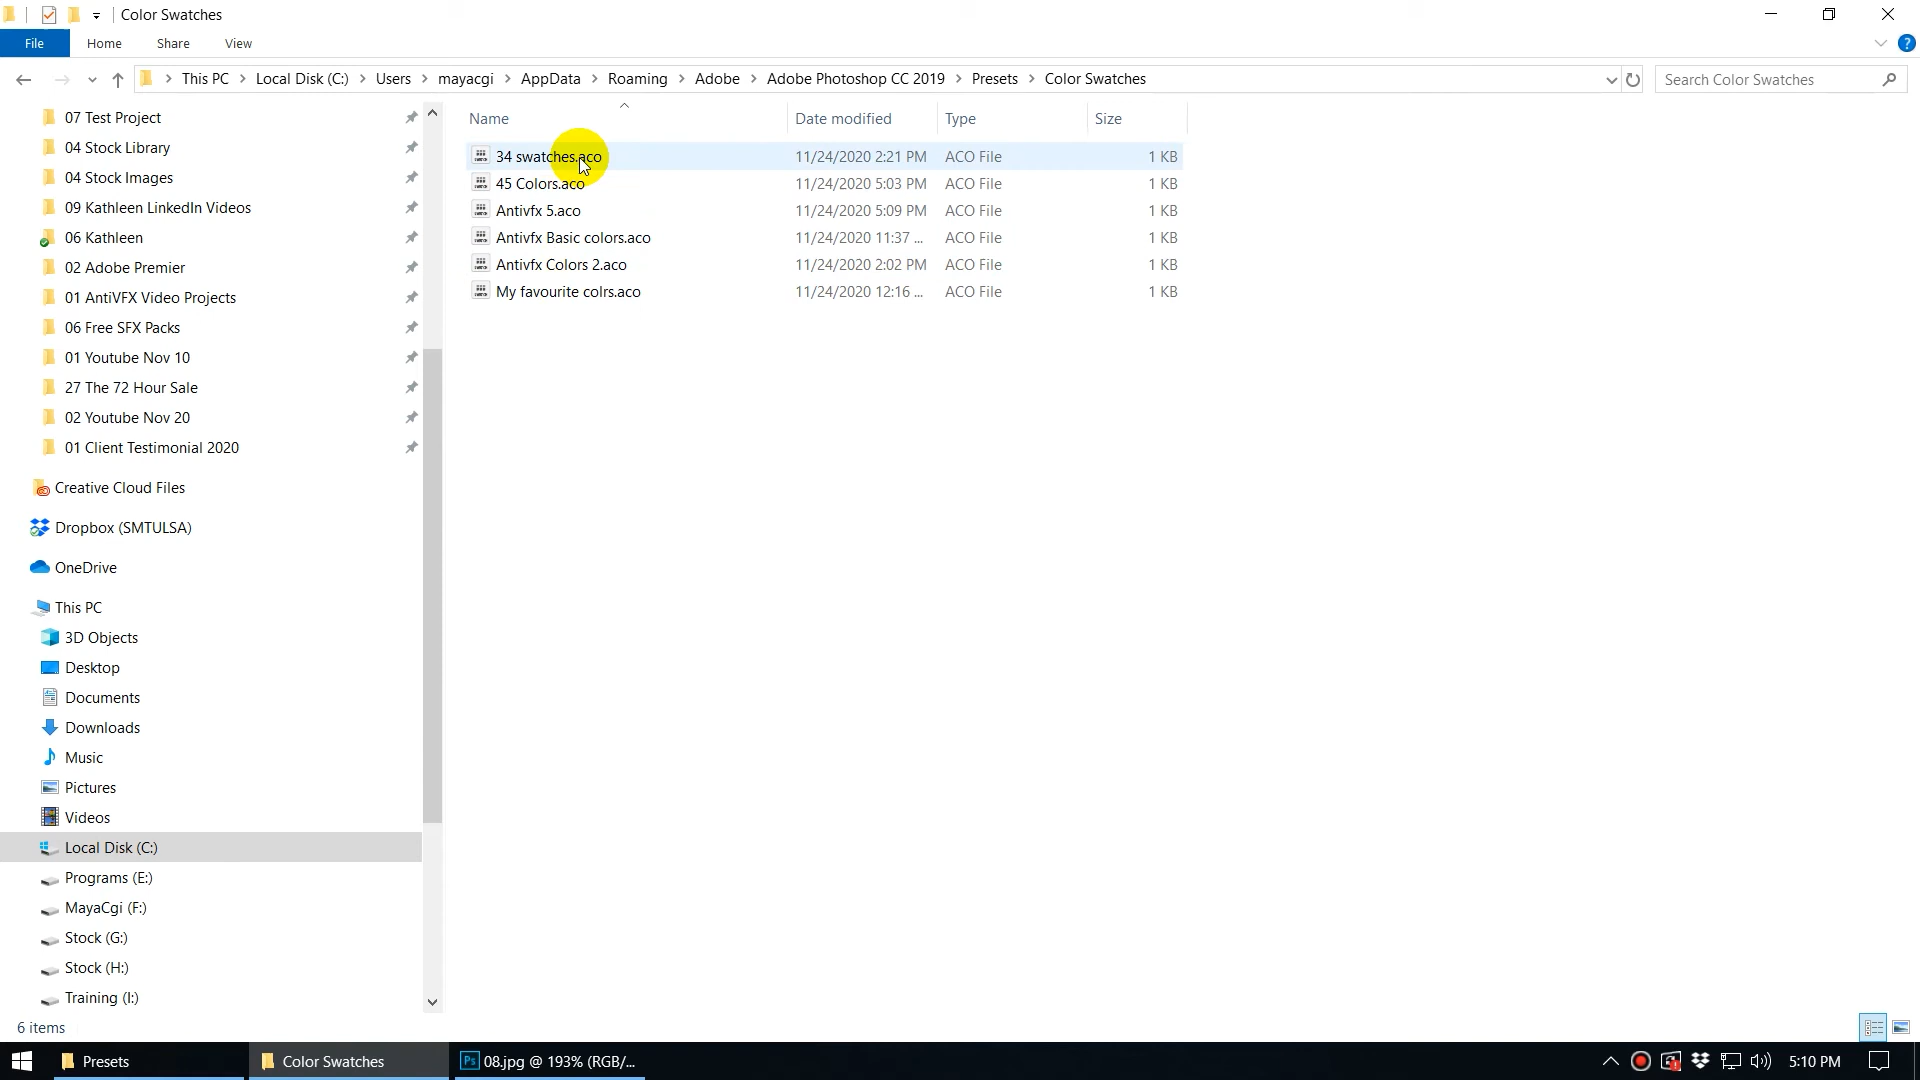 Color Swatches
File Home Share View
This PC Local Disk (C:) Users mayacgi AppData Roaming Adobe Adobe Photoshop CC 2019 Presets Color Swatches
Search Color Swatches
Name Date modified Type Size
34 swatches.aco 11/24/2020 2:21 PM ACO File 1 KB
45 Colors.aco 11/24/2020 5:03 PM ACO File 1 KB
Antivfx 5.aco 11/24/2020 5:09 PM ACO File 1 KB
Antivfx Basic colors.aco 11/24/2020 11:37 ... ACO File 1 KB
Antivfx Colors 2.aco 11/24/2020 2:02 PM ACO File 1 KB
My favourite colrs.aco 11/24/2020 12:16 ... ACO File 1 KB
07 Test Project
04 Stock Library
04 Stock Images
09 Kathleen LinkedIn Videos
06 Kathleen
02 Adobe Premier
01 AntiVFX Video Projects
06 Free SFX Packs
01 Youtube Nov 10
27 The 72 Hour Sale
02 Youtube Nov 20
01 Client Testimonial 2020
Creative Cloud Files
Dropbox (SMTULSA)
OneDrive
This PC
3D Objects
Desktop
Documents
Downloads
Music
Pictures
Videos
Local Disk (C:)
Programs (E:)
MayaCgi (F:)
Stock (G:)
Stock (H:)
Training (I:)
6 items
Presets
Color Swatches
Ps 08.jpg @ 193% (RGB/...
5:10 PM